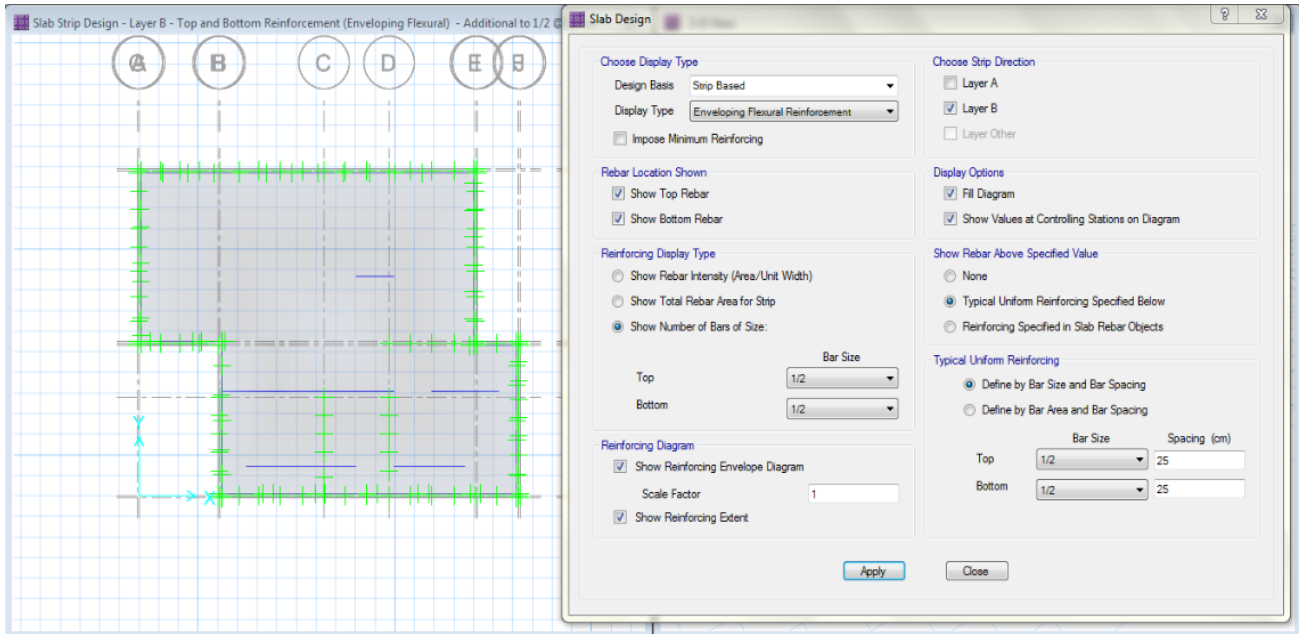 Slab Strip Design - Layer B - Top and Bottom Reinforcement (Enveloping Flexural) - Additional to 1/2 @
B
C
D
E
X
Slab Design
Choose Display Type
Design Basis Strip Based
Display Type Enveloping Flexural Reinforcement
Impose Minimum Reinforcing
Rebar Location Shown
Show Top Rebar
Show Bottom Rebar
Reinforcing Display Type
Show Rebar Intensity (Area/Unit Width)
Show Total Rebar Area for Strip
Show Number of Bars of Size:
Bar Size
Top 1/2
Bottom 1/2
Reinforcing Diagram
Show Reinforcing Envelope Diagram
Scale Factor 1
Show Reinforcing Extent
Choose Strip Direction
Layer A
Layer B
Layer Other
Display Options
Fill Diagram
Show Values at Controlling Stations on Diagram
Show Rebar Above Specified Value
None
Typical Uniform Reinforcing Specified Below
Reinforcing Specified in Slab Rebar Objects
Typical Uniform Reinforcing
Define by Bar Size and Bar Spacing
Define by Bar Area and Bar Spacing
Bar Size Spacing (cm)
Top 1/2 25
Bottom 1/2 25
Apply Close